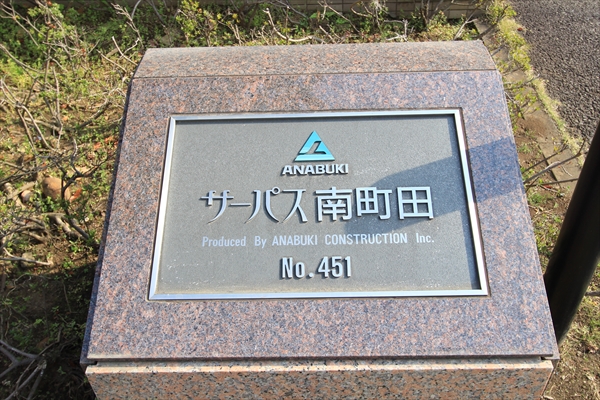 ANABUKI
サーパス南町田
Produced By ANABUKI CONSTRUCTION Inc.
No.451